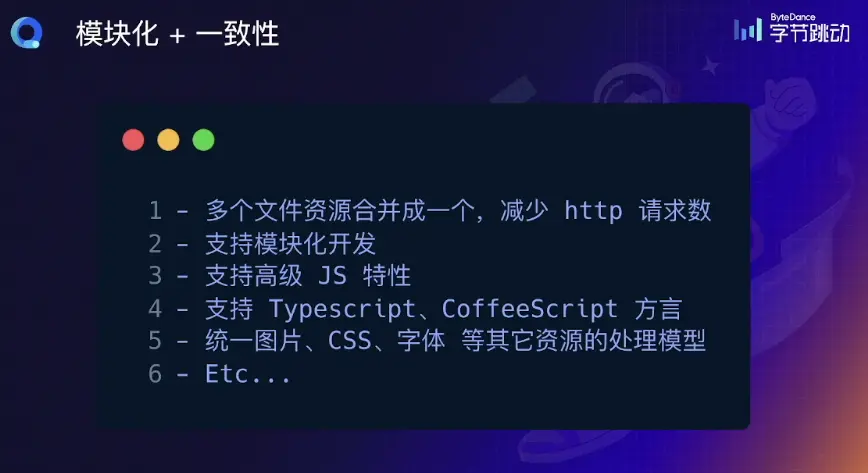 模块化 + 一致性
ByteDance
字节跳动
1 - 多个文件资源合并成一个，减少 http 请求数
2 - 支持模块化开发
3 - 支持高级 JS 特性
4 - 支持 Typescript、CoffeeScript 方言
5 - 统一图片、CSS、字体 等其它资源的处理模型
6 - Etc...